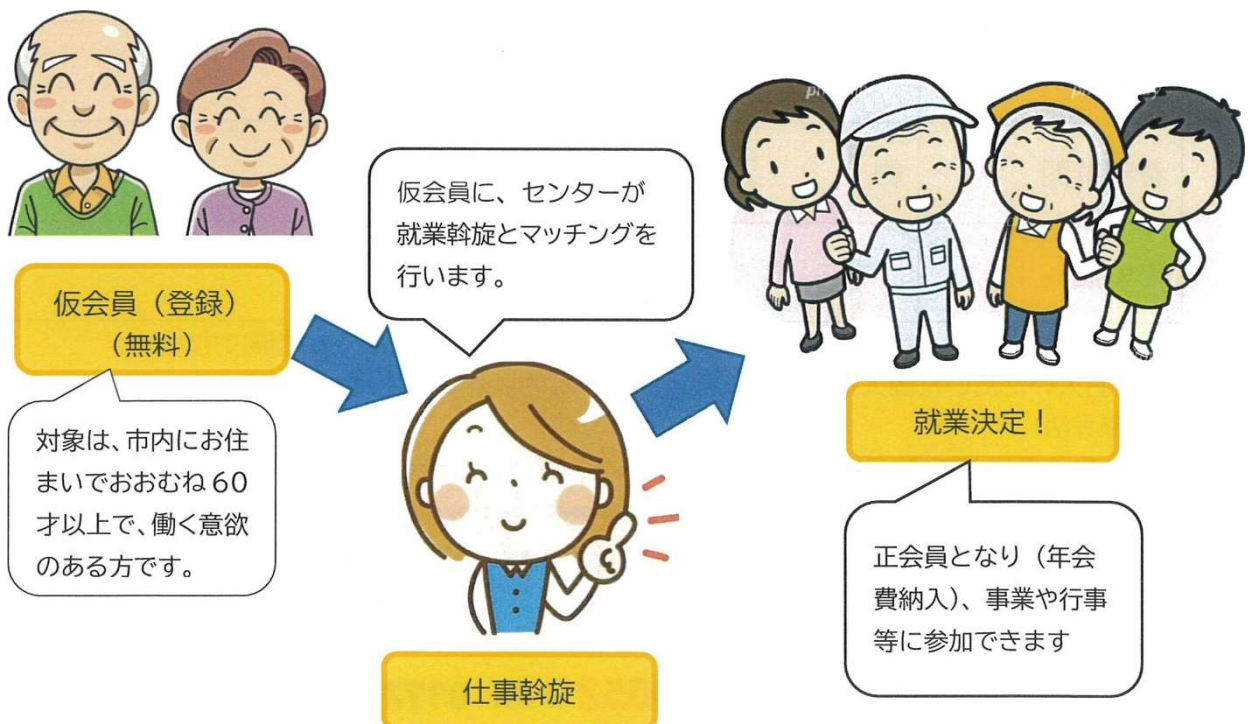 仮会員(登録)
(無料)
対象は、市内にお住
まいでおおむね60
才以上で、働く意欲
のある方です。
仮会員に、センターが
就業斡旋とマッチングを
行います。
仕事斡旋
就業決定!
正会員となり(年会
費納入)、事業や行事
等に参加できます